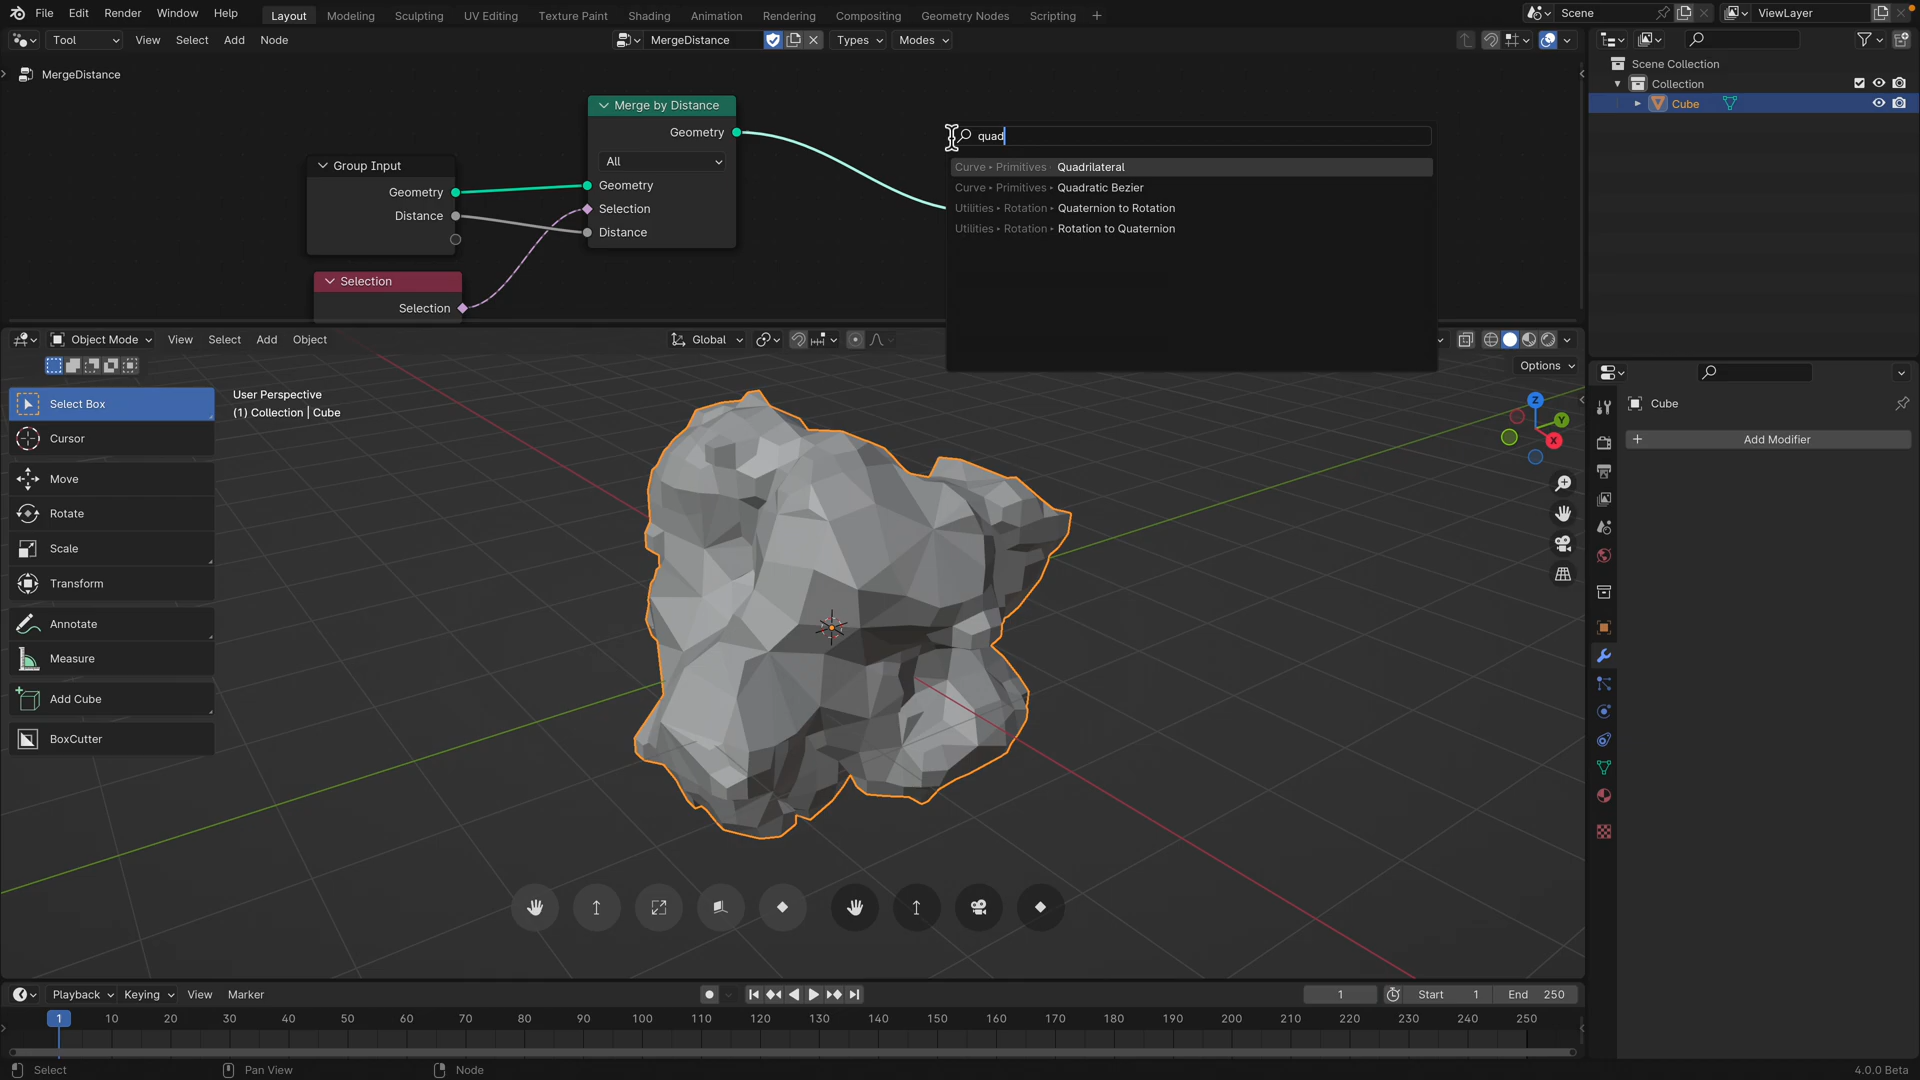 File Edit Render Window Help Layout Modeling Sculpting UV Editing Texture Paint Shading Animation Rendering Compositing Geometry Nodes Scripting + Scene ViewLayer
Tool View Select Add Node MergeDistance Types Modes
MergeDistance
Scene Collection
Collection
Cube
Merge by Distance
Geometry
All
Geometry
Selection
Distance
Group Input
Geometry
Distance
Selection
Selection
quad
Curve ▸ Primitives ▸ Quadrilateral
Curve ▸ Primitives ▸ Quadratic Bezier
Utilities ▸ Rotation ▸ Quaternion to Rotation
Utilities ▸ Rotation ▸ Rotation to Quaternion
Object Mode View Select Add Object Global
Options
Select Box
Cursor
Move
Rotate
Scale
Transform
Annotate
Measure
Add Cube
BoxCutter
User Perspective
(1) Collection | Cube
Z
Y
X
Cube
+ Add Modifier
Playback Keying View Marker 1 Start 1 End 250
1 10 20 30 40 50 60 70 80 90 100 110 120 130 140 150 160 170 180 190 200 210 220 230 240 250
Select Pan View Node 4.0.0 Beta